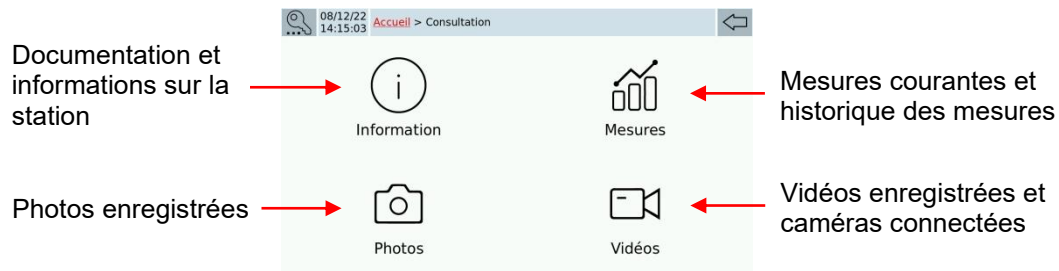 08/12/22
14:15:03
Accueil > Consultation
Documentation et
informations sur la
station
Information
Mesures
Mesures courantes et
historique des mesures
Photos enregistrées
Photos
Vidéos
Vidéos enregistrées et
caméras connectées